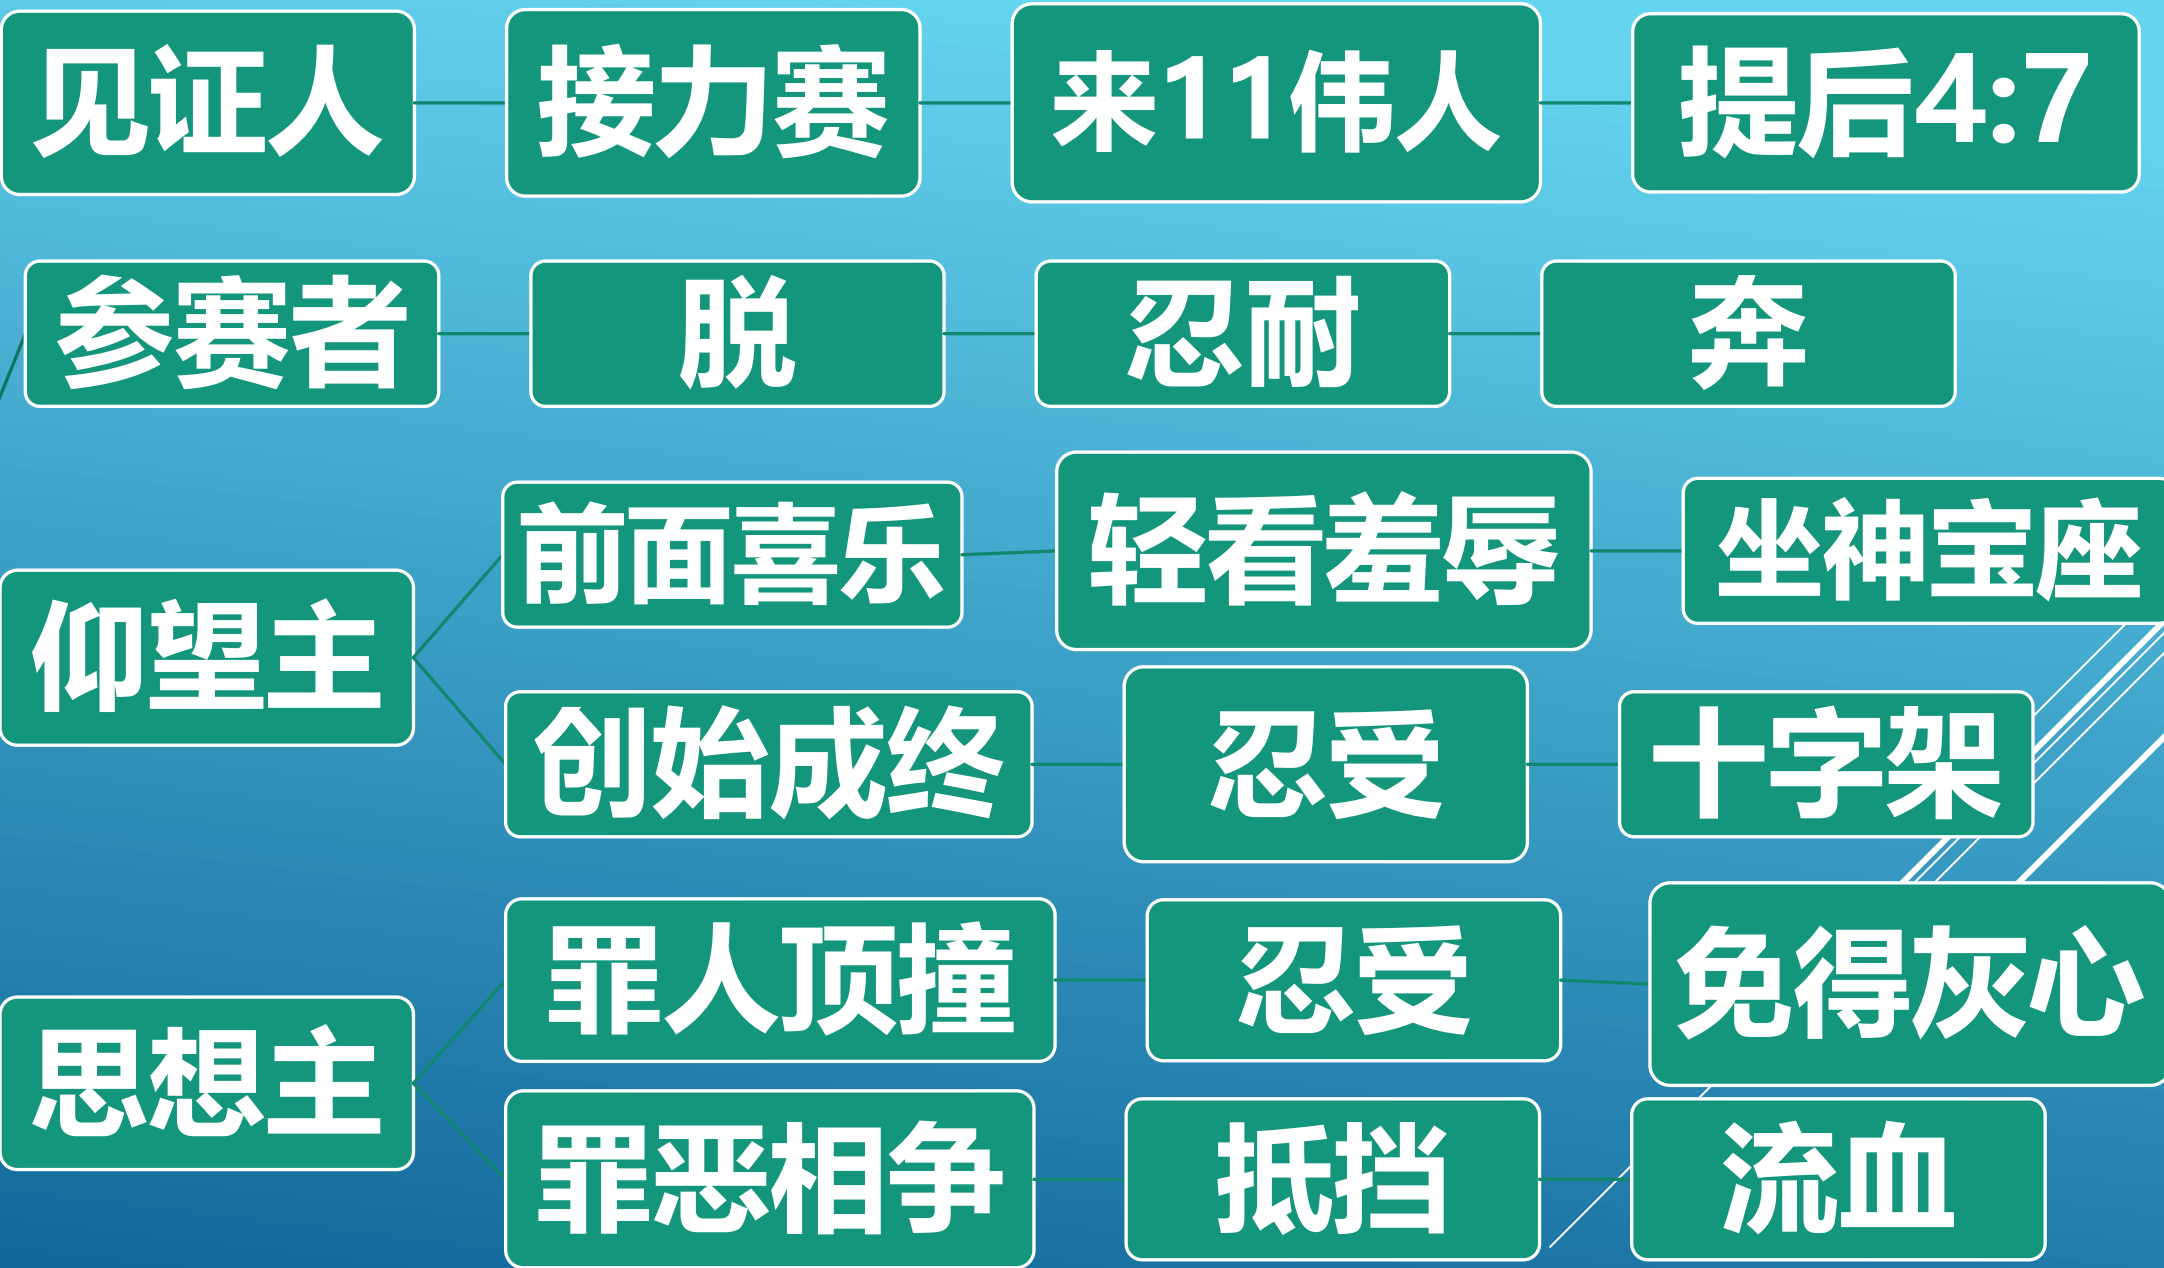 见证人 接力赛 来11伟人 提后4:7
参赛者 脱 忍耐 奔
前面喜乐 轻看羞辱 坐神宝座
仰望主
创始成终 忍受 十字架
罪人顶撞 忍受 免得灰心
思想主
罪恶相争 抵挡 流血